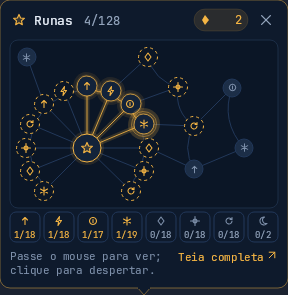 Runas 4/128 2
1/18 1/18 1/17 1/19 0/18 0/18 0/18 0/2
Passe o mouse para ver; Teia completa
clique para despertar.